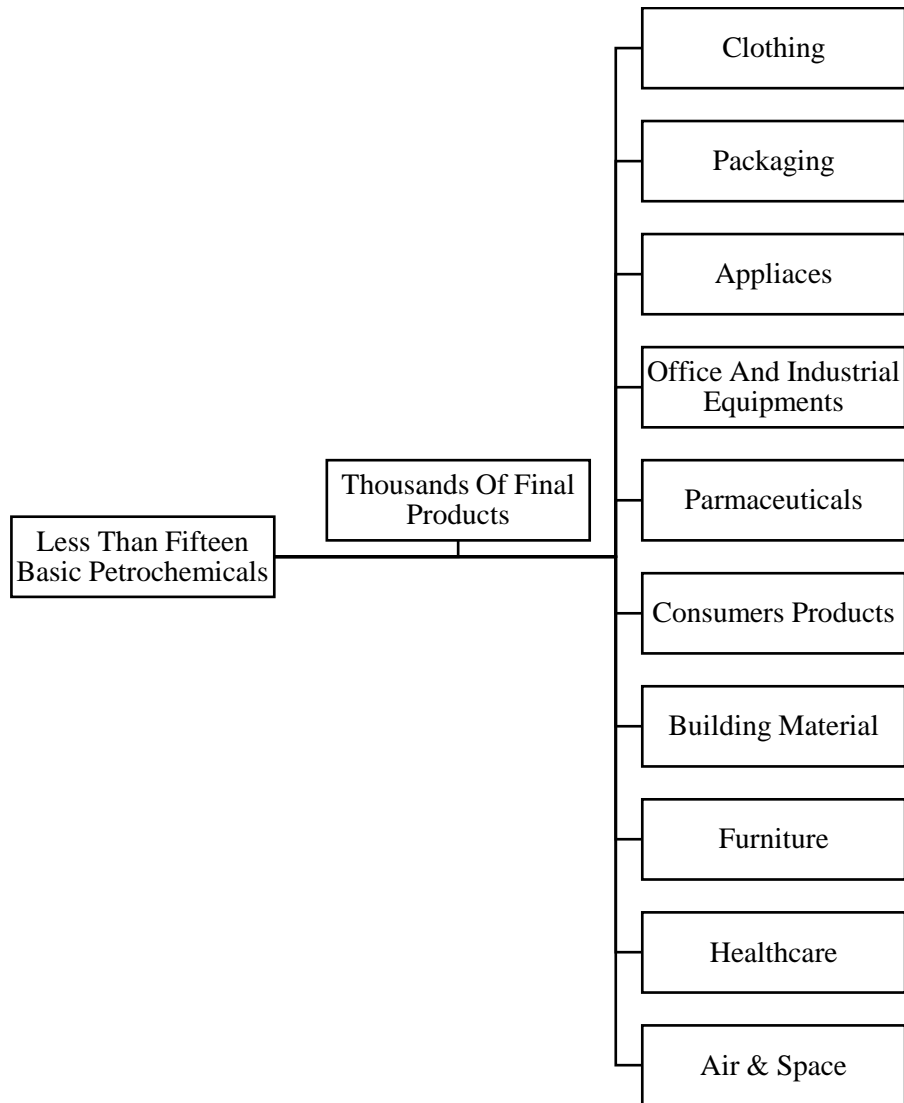 Clothing
Packaging
Appliaces
Office And Industrial
Equipments
Thousands Of Final
Products
Parmaceuticals
Less Than Fifteen
Basic Petrochemicals
Consumers Products
Building Material
Furniture
Healthcare
Air & Space